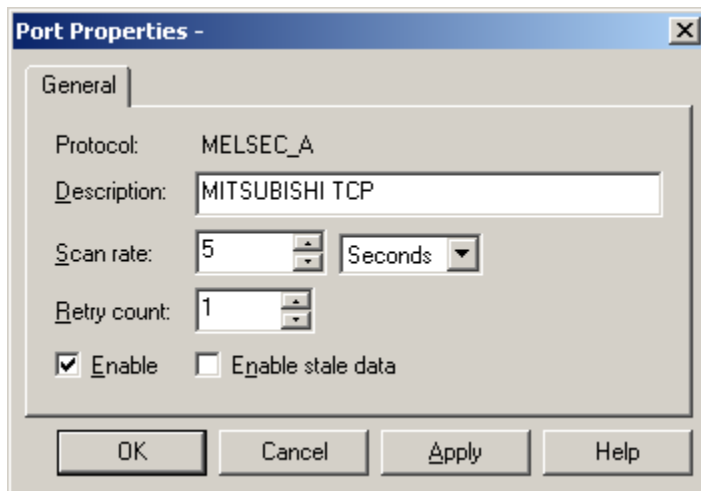 Port Properties -
General
Protocol: MELSEC_A
Description: MITSUBISHI TCP
Scan rate: 5 Seconds
Retry count: 1
Enable Enable stale data
OK Cancel Apply Help